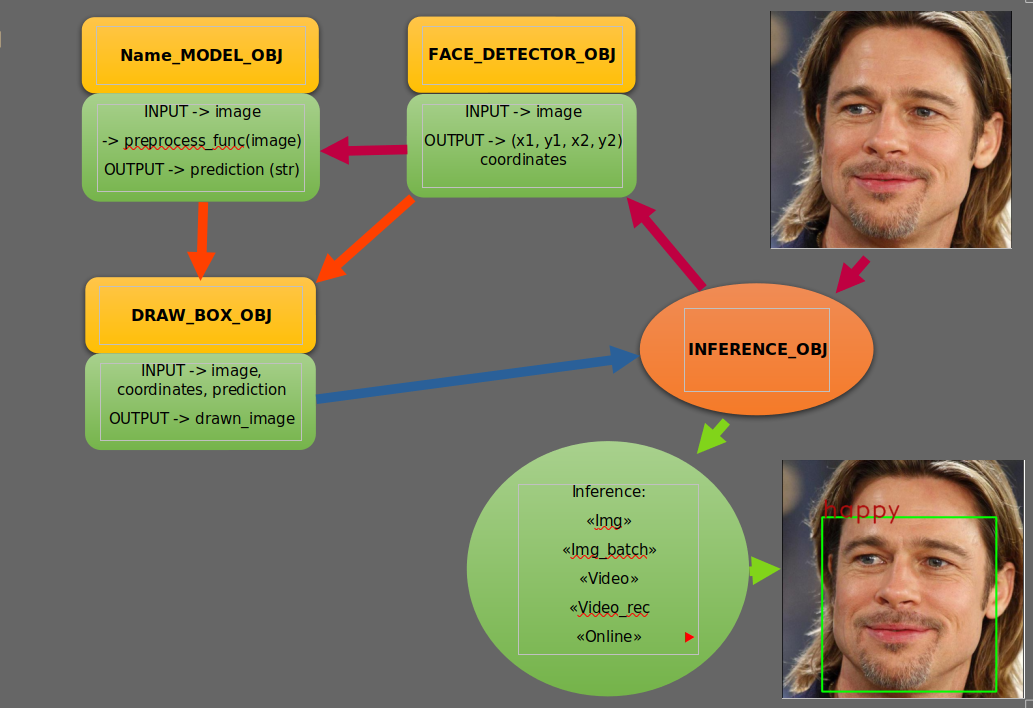 Name_MODEL_OBJ
INPUT -> image
-> preprocess_func(image)
OUTPUT -> prediction (str)
FACE_DETECTOR_OBJ
INPUT -> image
OUTPUT -> (x1, y1, x2, y2)
coordinates
DRAW_BOX_OBJ
INPUT -> image,
coordinates, prediction
OUTPUT -> drawn_image
INFERENCE_OBJ
Inference:
«Img»
«Img_batch»
«Video»
«Video_rec
«Online»
happy